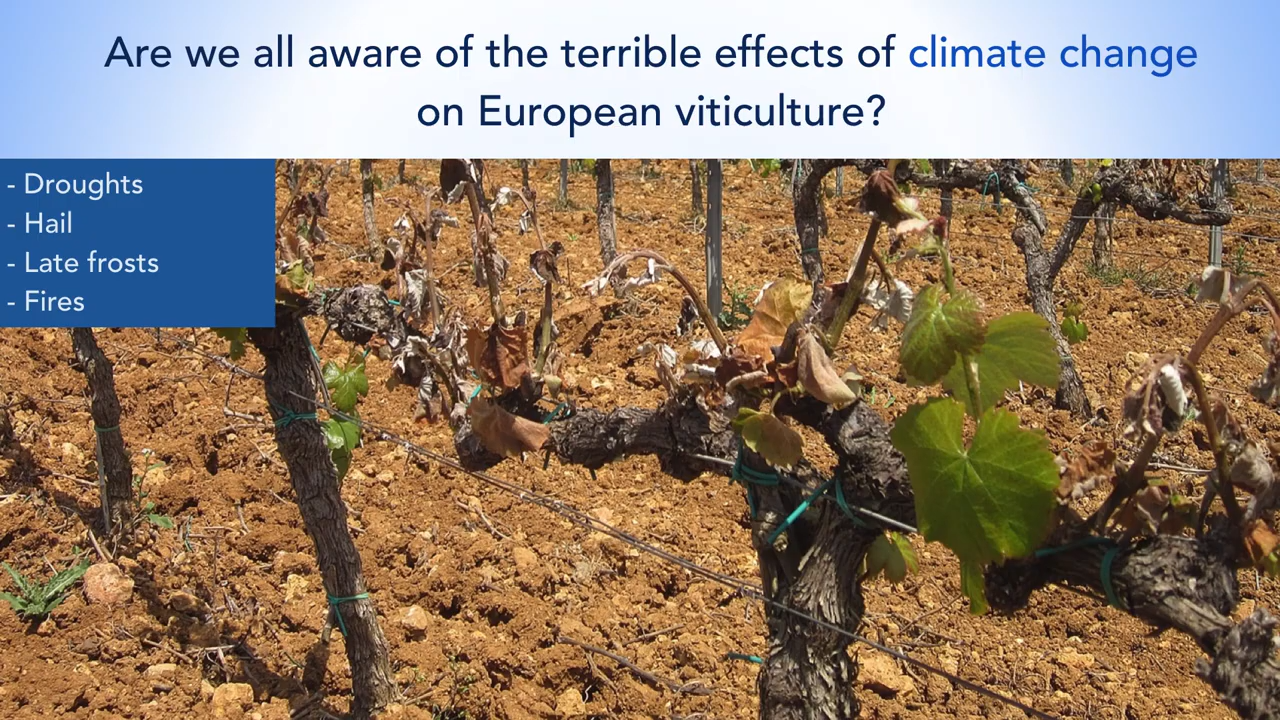 Are we all aware of the terrible effects of climate change
on European viticulture?
- Droughts
- Hail
- Late frosts
- Fires